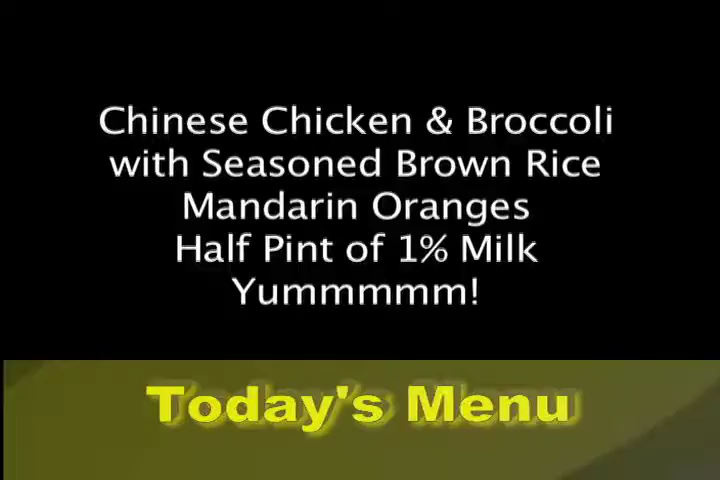 Chinese Chicken & Broccoli
with Seasoned Brown Rice
Mandarin Oranges
Half Pint of 1% Milk
Yummmmm!
Today's Menu